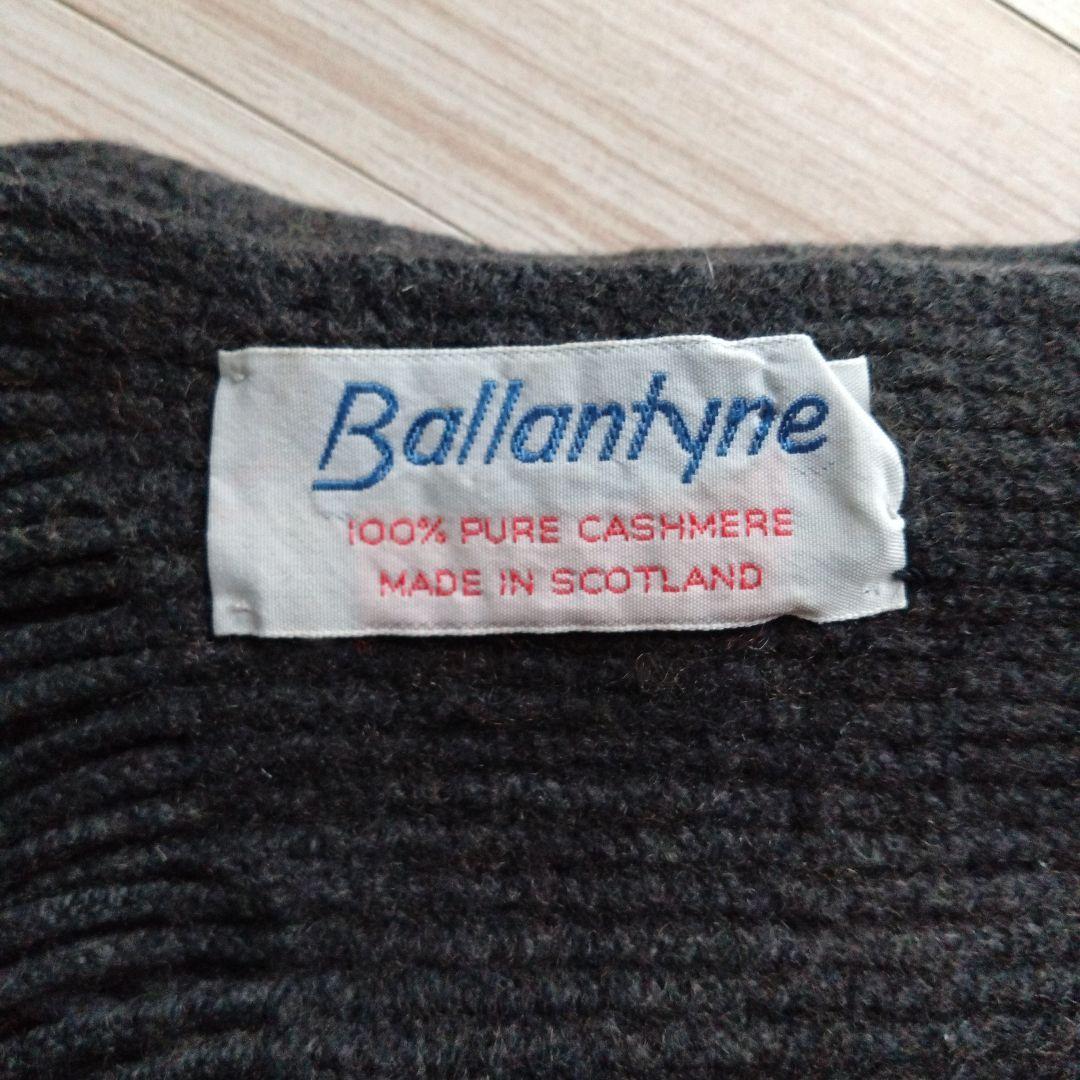 Ballantyne
100% PURE CASHMERE
MADE IN SCOTLAND